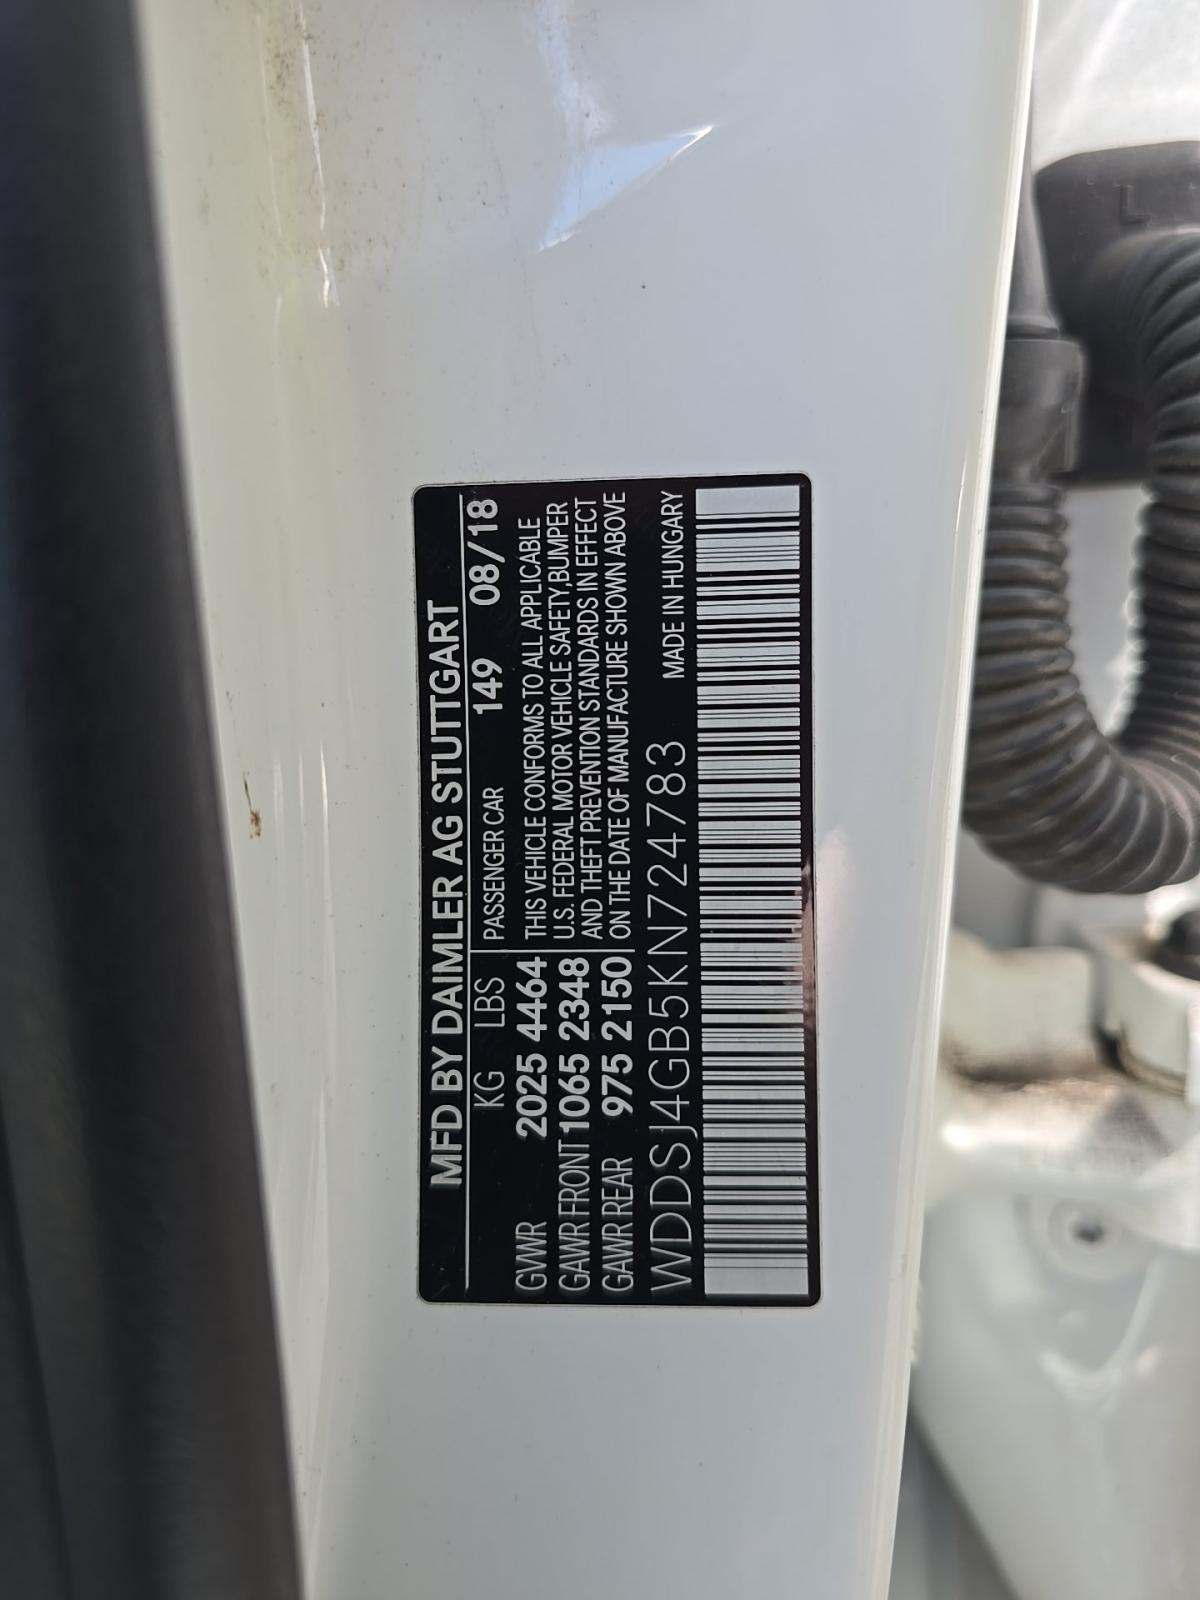 MFD BY DAIMLER AG STUTTGART
KG LBS PASSENGER CAR 149 08/18
GVWR 2025 4464
GAWR FRONT 1065 2348
GAWR REAR 975 2150
THIS VEHICLE CONFORMS TO ALL APPLICABLE
U.S. FEDERAL MOTOR VEHICLE SAFETY,BUMPER
AND THEFT PREVENTION STANDARDS IN EFFECT
ON THE DATE OF MANUFACTURE SHOWN ABOVE
WDDSJ4GB5KN724783 MADE IN HUNGARY
L